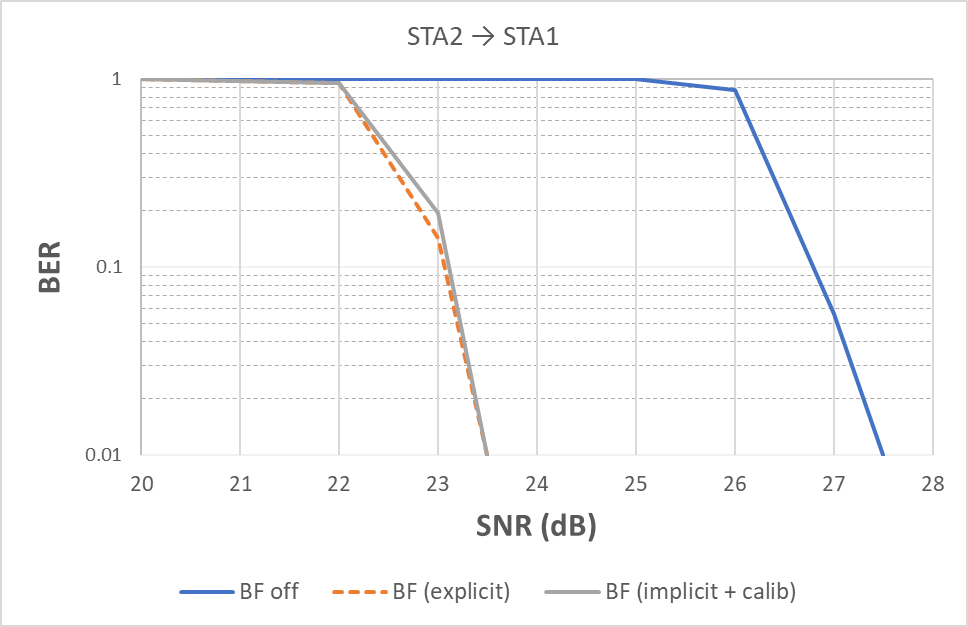 STA2 → STA1
1
0.1
0.01
BER
20 21 22 23 24 25 26 27 28
SNR (dB)
BF off BF (explicit) BF (implicit + calib)